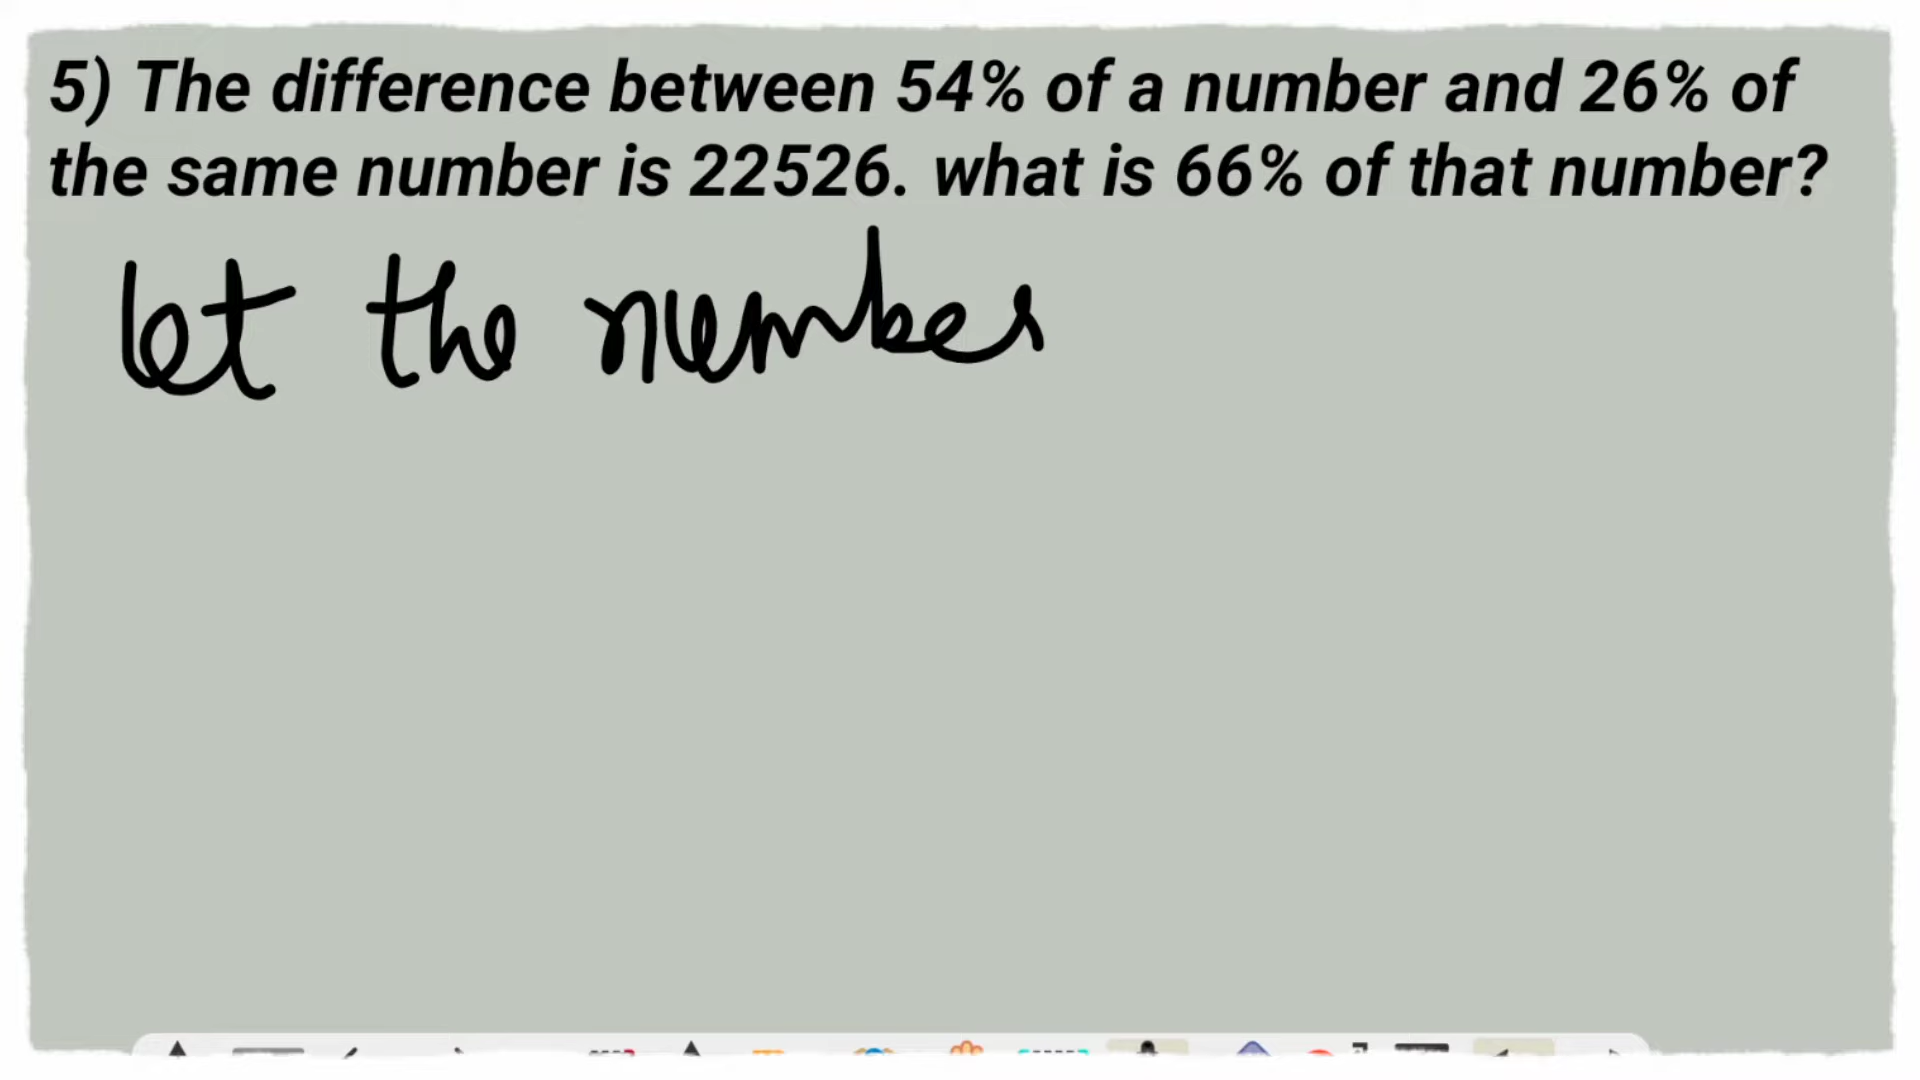 5) The difference between 54% of a number and 26% of
the same number is 22526. what is 66% of that number?
let the number